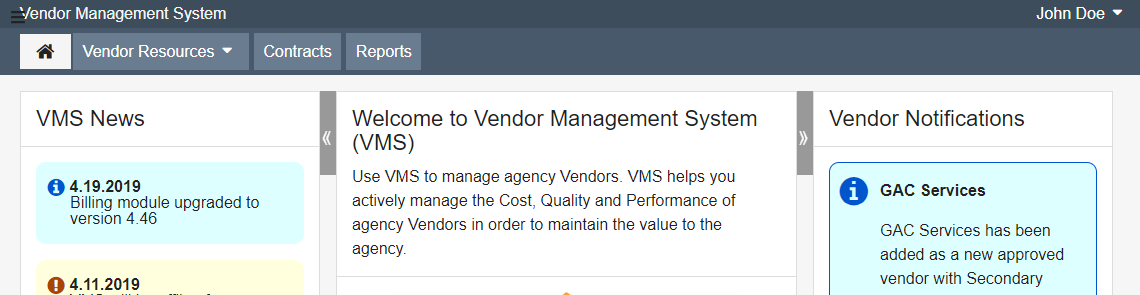 Vendor Management System
John Doe
Vendor Resources
Contracts
Reports
VMS News
4.19.2019
Billing module upgraded to
version 4.46
4.11.2019
Welcome to Vendor Management System
(VMS)
Use VMS to manage agency Vendors. VMS helps you
actively manage the Cost, Quality and Performance of
agency Vendors in order to maintain the value to the
agency.
Vendor Notifications
GAC Services
GAC Services has been
added as a new approved
vendor with Secondary